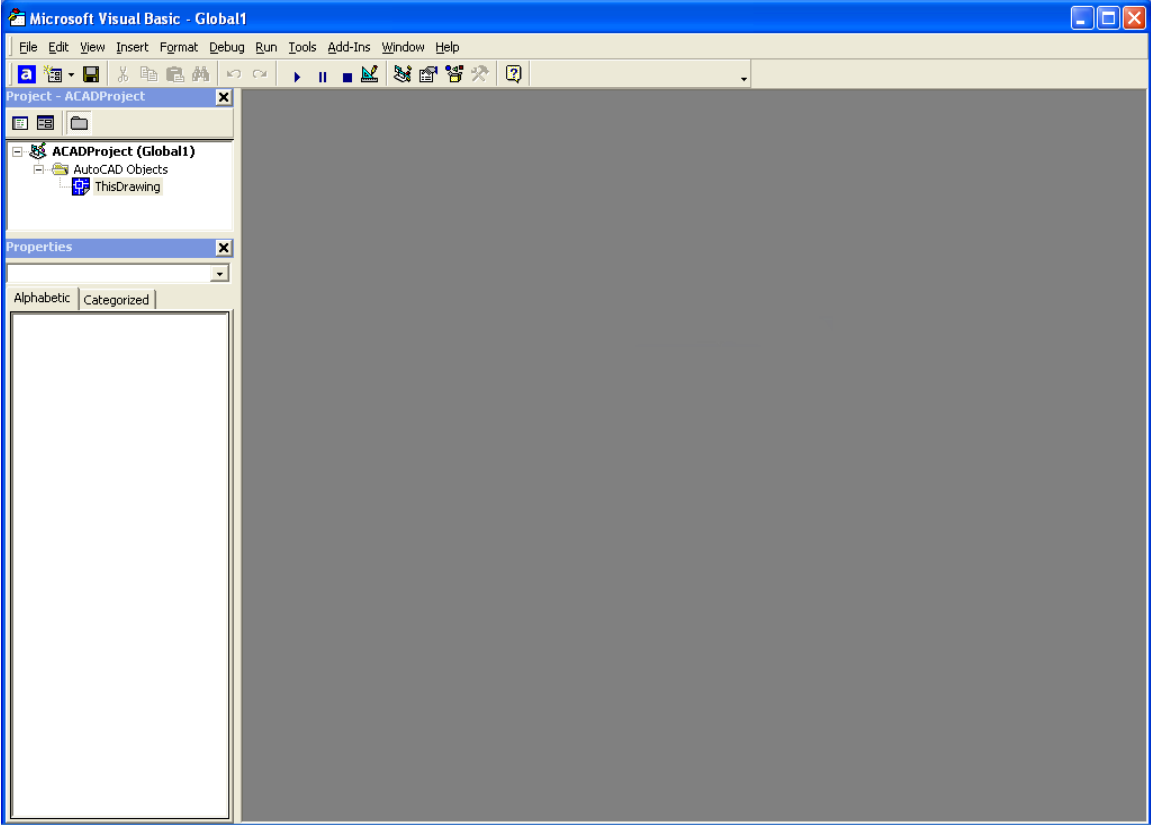 Microsoft Visual Basic - Global1
File Edit View Insert Format Debug Run Tools Add-Ins Window Help
a
Project - ACADProject
ACADProject (Global1)
AutoCAD Objects
ThisDrawing
Properties
Alphabetic Categorized